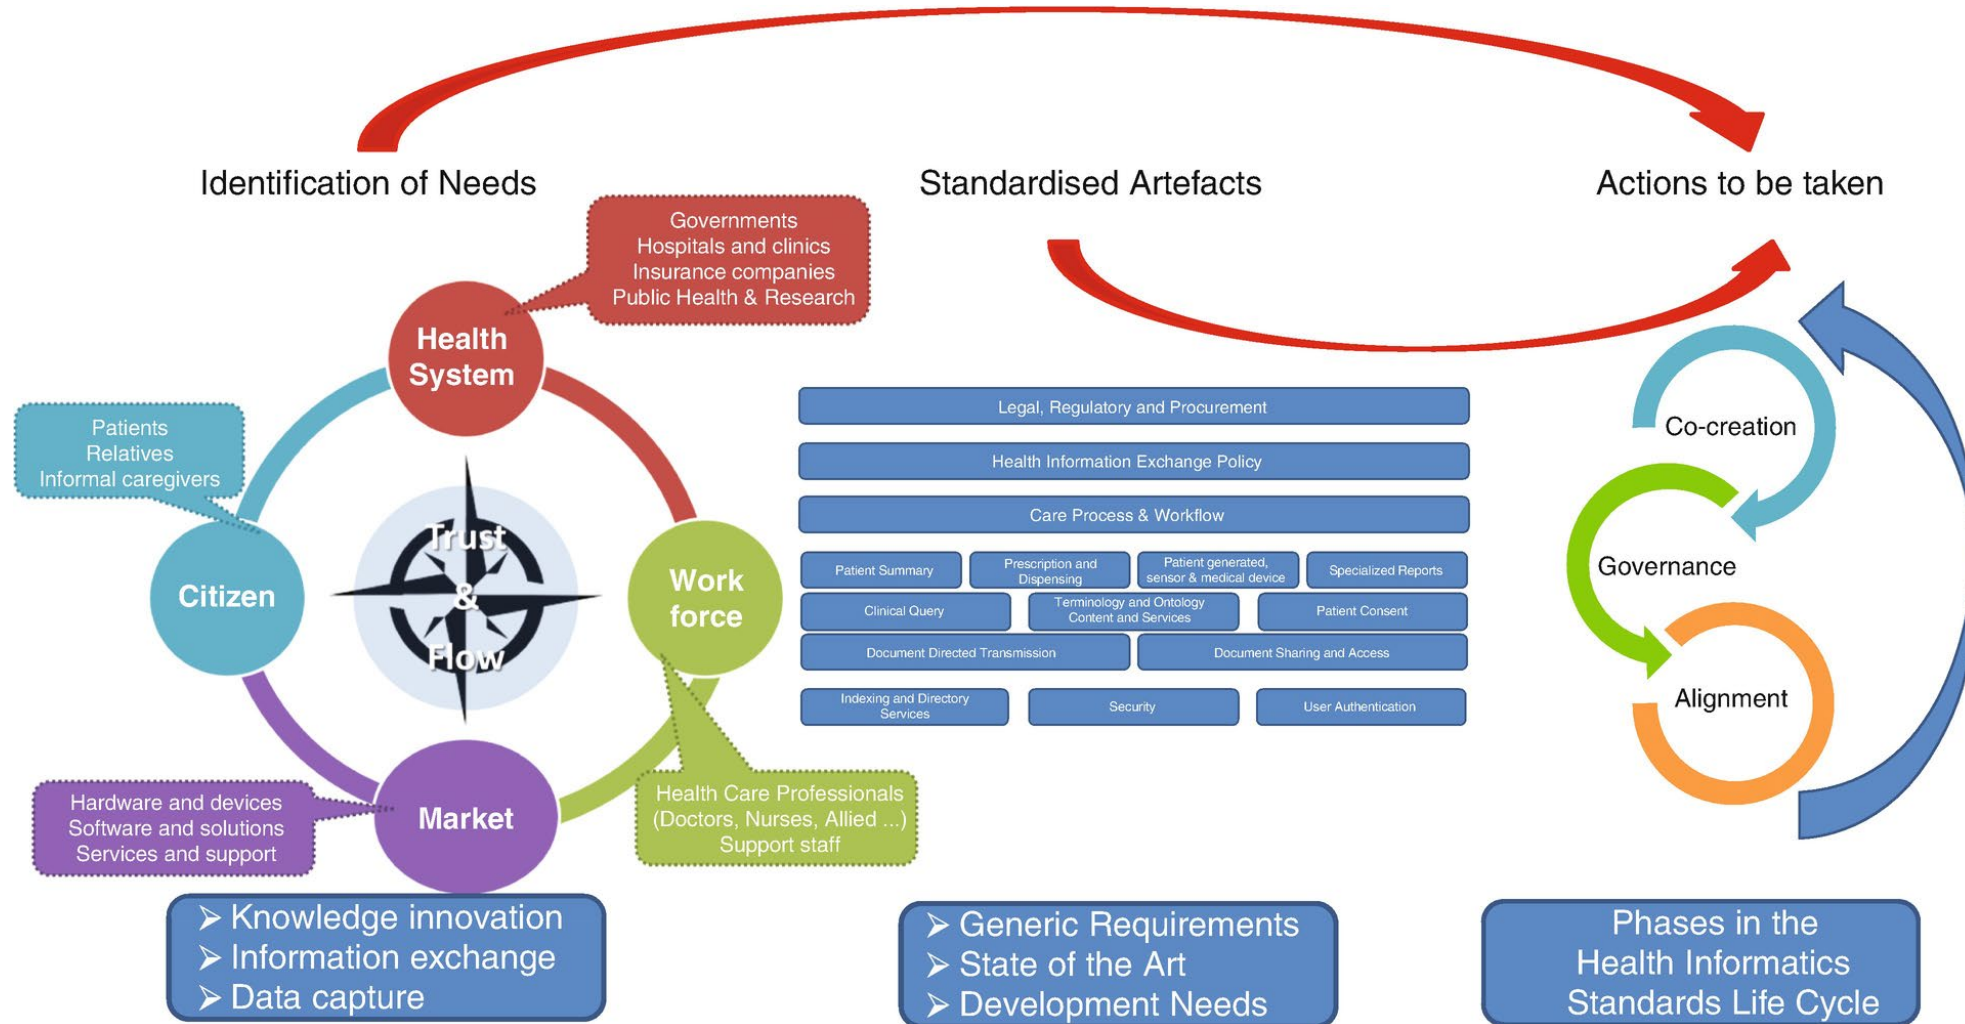 Identification of Needs
Standardised Artefacts
Actions to be taken
Governments
Hospitals and clinics
Insurance companies
Public Health & Research
Health
System
Patients
Relatives
Informal caregivers
Citizen
Trust
&
Flow
Work
force
Market
Hardware and devices
Software and solutions
Services and support
Health Care Professionals
(Doctors, Nurses, Allied ...)
Support staff
Knowledge innovation
Information exchange
Data capture
Legal, Regulatory and Procurement
Health Information Exchange Policy
Care Process & Workflow
Patient Summary
Prescription and
Dispensing
Patient generated,
sensor & medical device
Specialized Reports
Clinical Query
Terminology and Ontology
Content and Services
Patient Consent
Document Directed Transmission
Document Sharing and Access
Indexing and Directory
Services
Security
User Authentication
Generic Requirements
State of the Art
Development Needs
Co-creation
Governance
Alignment
Phases in the
Health Informatics
Standards Life Cycle